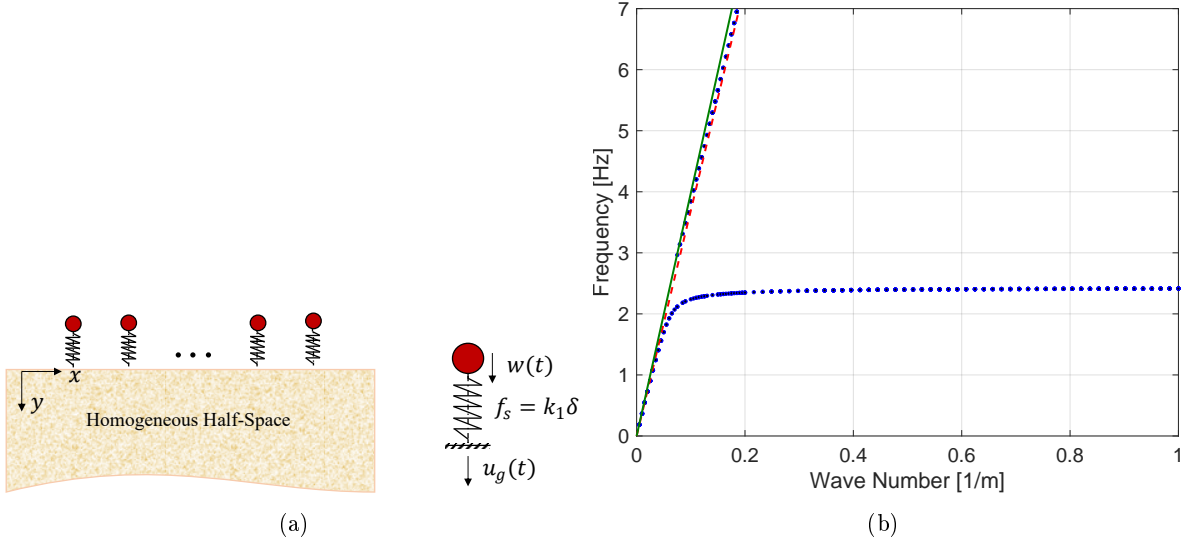 • • •
x
y
Homogeneous Half-Space
w(t)
f_s = k_1δ
u_g(t)
(a)
7
6
5
4
3
2
1
0
Frequency [Hz]
0 0.2 0.4 0.6 0.8 1
Wave Number [1/m]
(b)